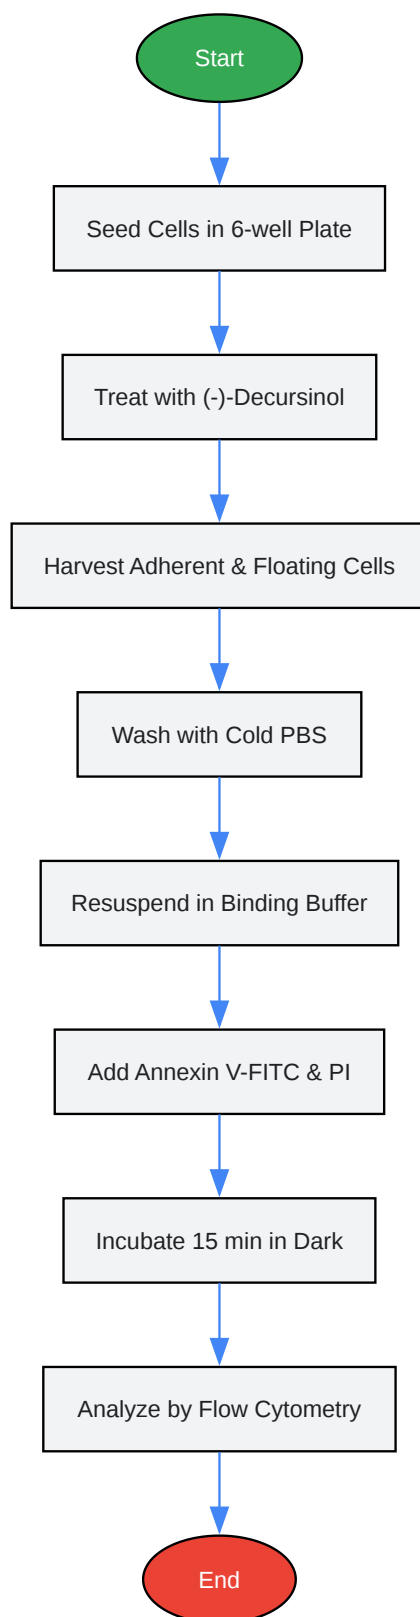 Start
Seed Cells in 6-well Plate
Treat with (-)-Decursinol
Harvest Adherent & Floating Cells
Wash with Cold PBS
Resuspend in Binding Buffer
Add Annexin V-FITC & PI
Incubate 15 min in Dark
Analyze by Flow Cytometry
End